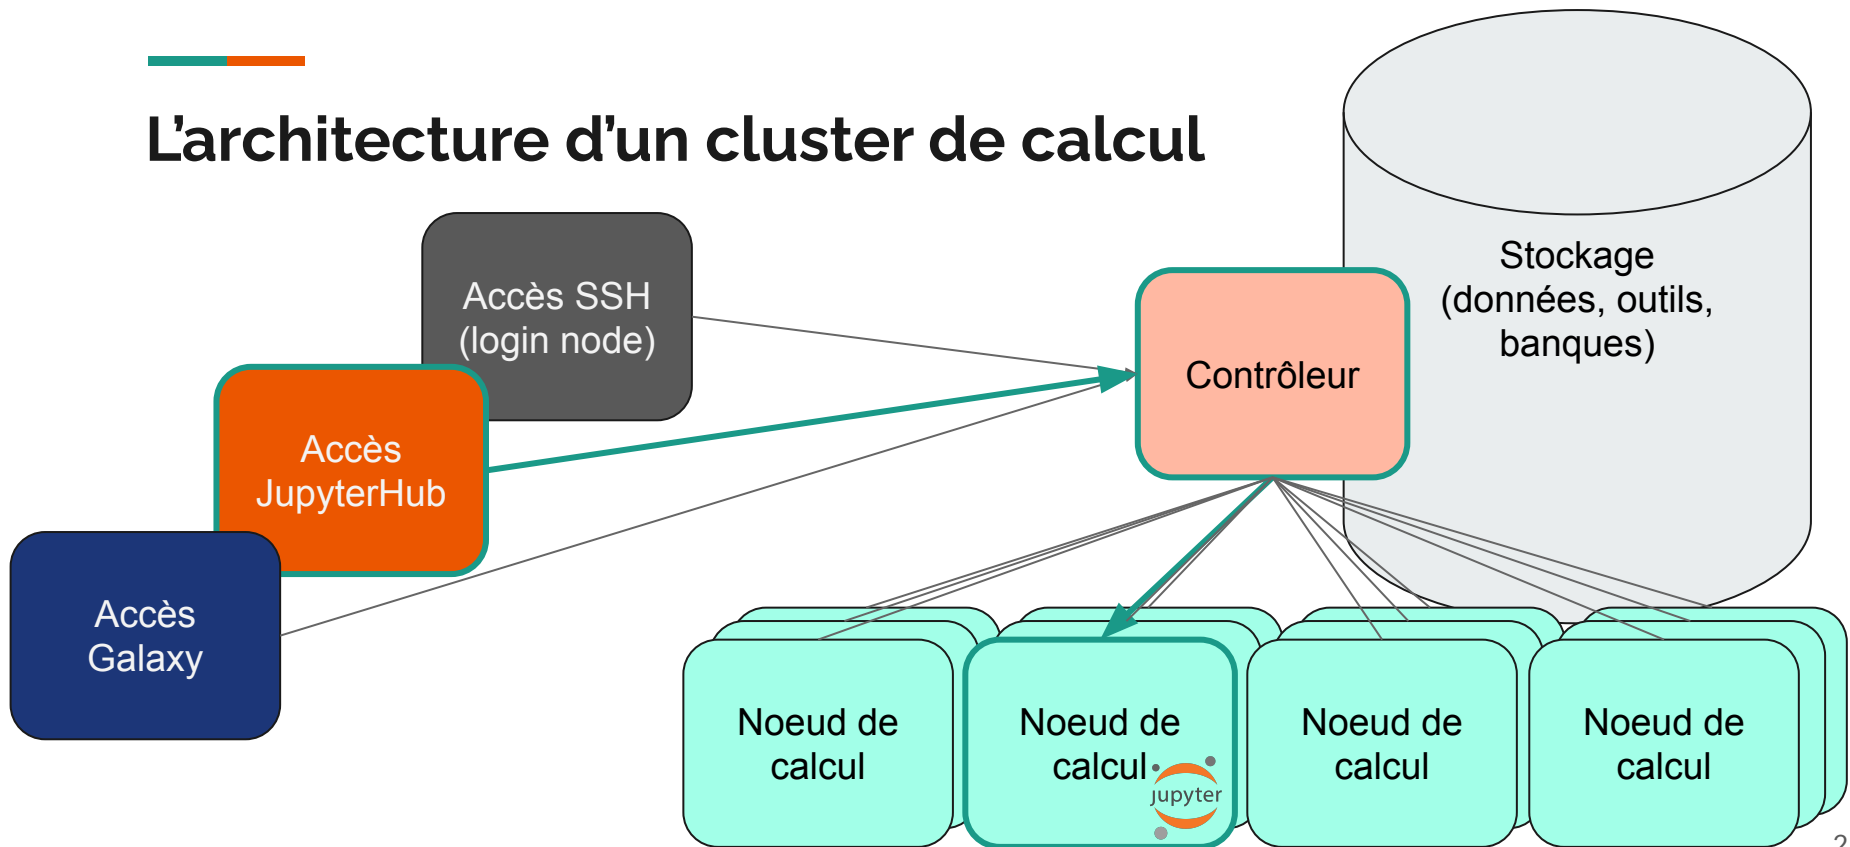 L'architecture d'un cluster de calcul
Stockage
(données, outils,
banques)
Accès SSH
(login node)
Contrôleur
Accès
JupyterHub
Accès
Galaxy
Noeud de
calcul
Noeud de
calcul
jupyter
Noeud de
calcul
Noeud de
calcul
2